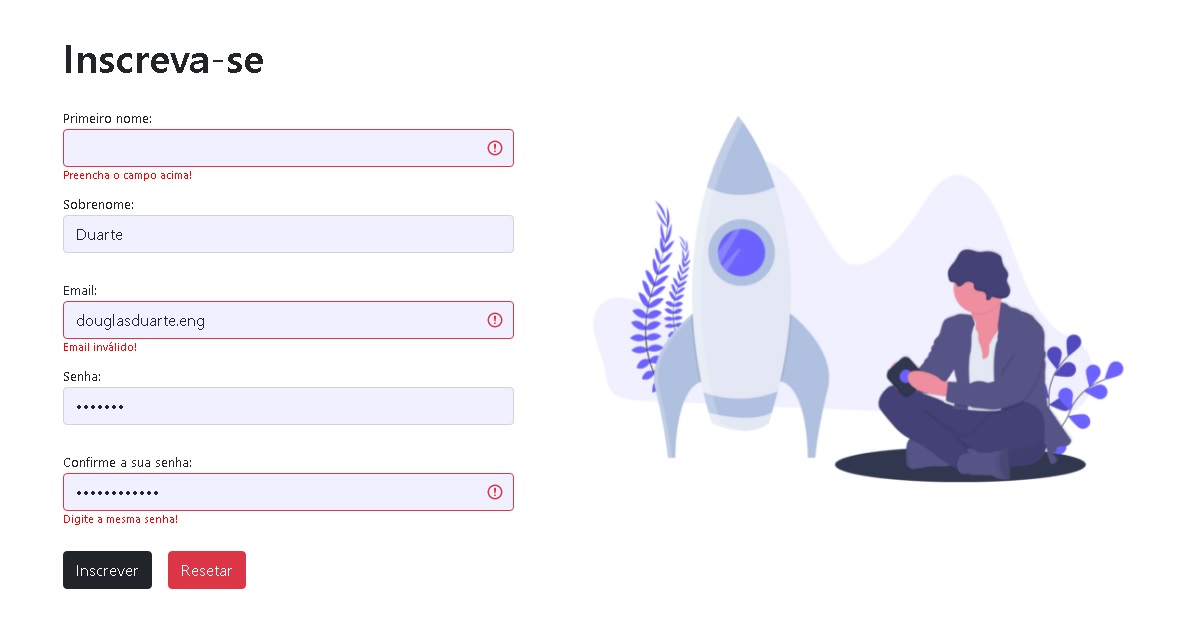 Inscreva-se
Primeiro nome:
Preencha o campo acima!
Sobrenome:
Duarte
Email:
douglasduarte.eng
Email inválido!
Senha:
•••••••
Confirme a sua senha:
••••••••••••
Digite a mesma senha!
Inscrever
Resetar